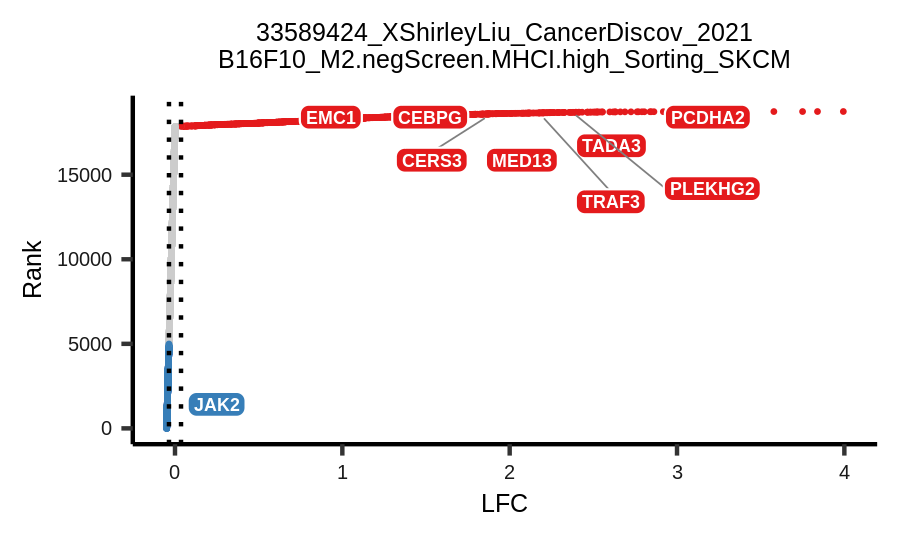 33589424_XShirleyLiu_CancerDiscov_2021
B16F10_M2.negScreen.MHCI.high_Sorting_SKCM
EMC1
CEBPG
PCDHA2
CERS3
MED13
TADA3
PLEKHG2
TRAF3
JAK2
Rank
15000
10000
5000
0
0
1
2
3
4
LFC